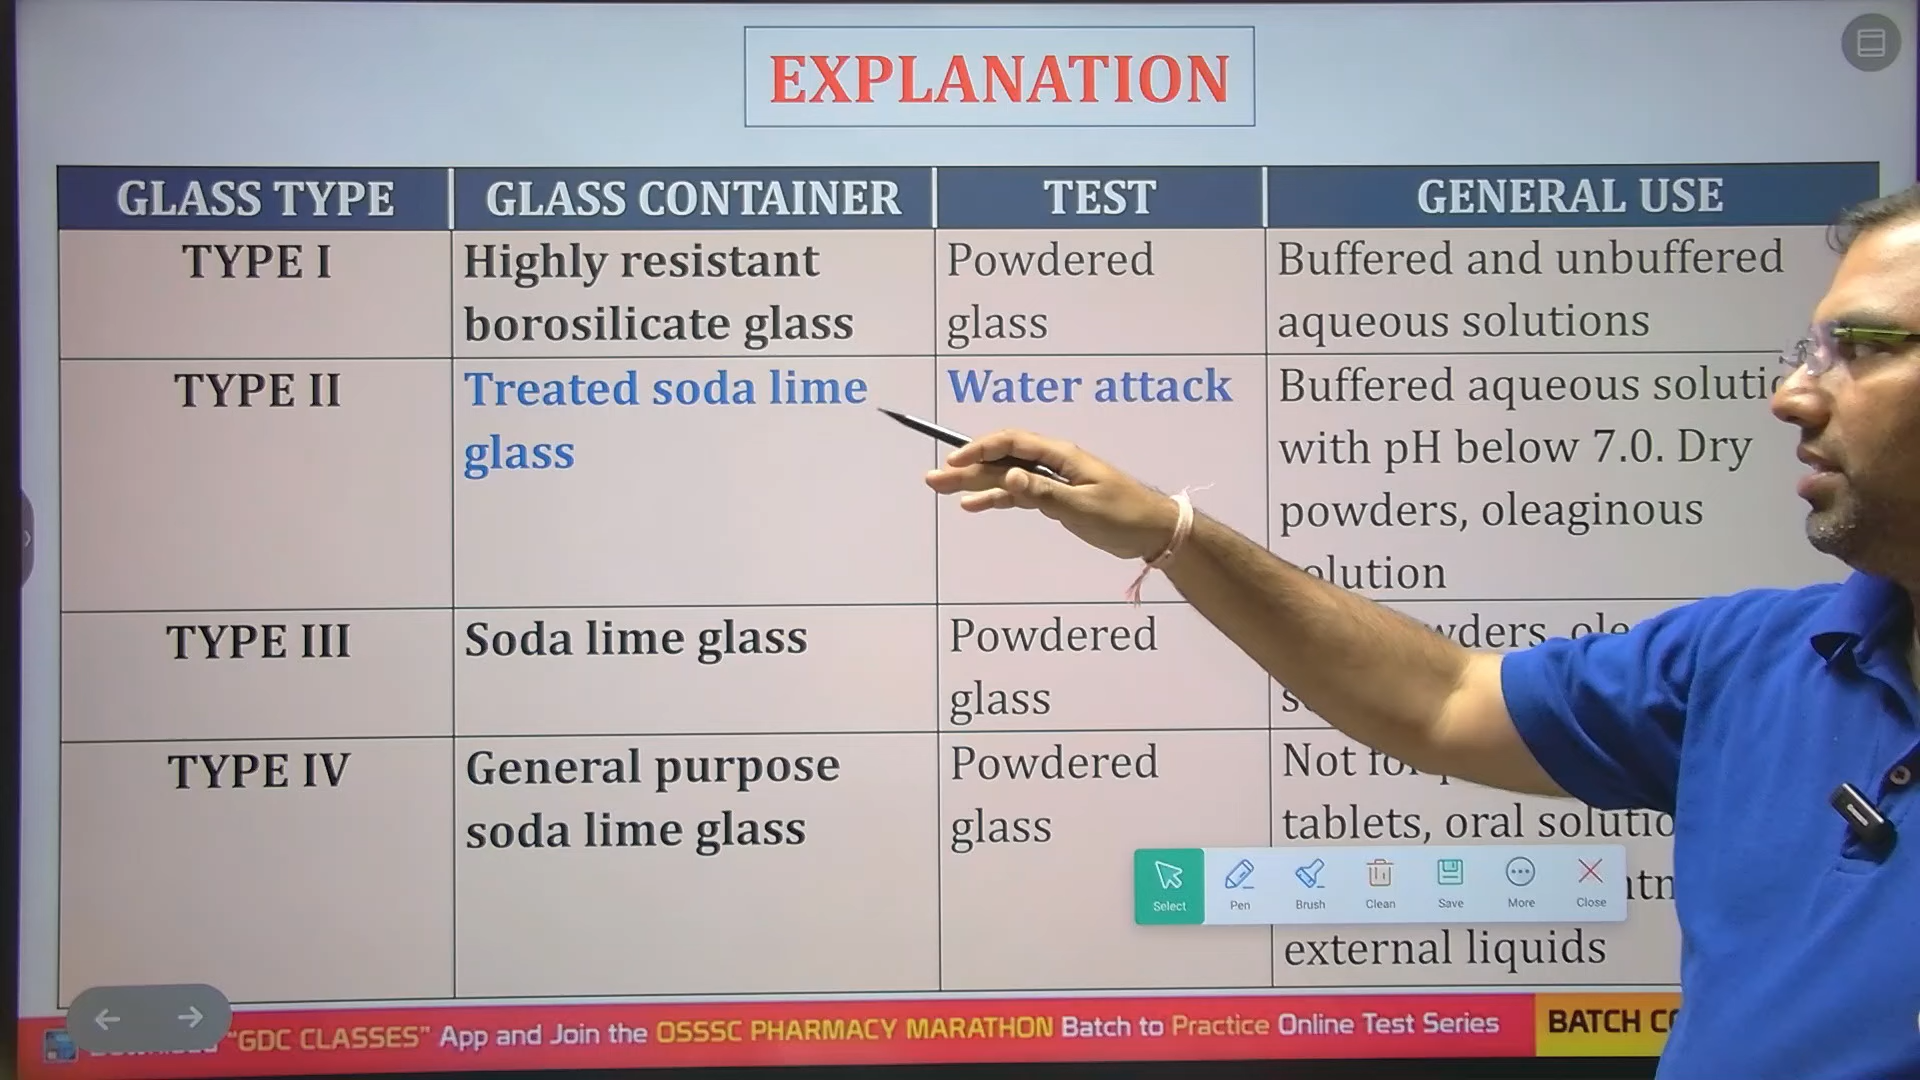 EXPLANATION
GLASS TYPE GLASS CONTAINER TEST GENERAL USE
TYPE I Highly resistant Powdered Buffered and unbuffered
borosilicate glass glass aqueous solutions
TYPE II Treated soda lime Water attack Buffered aqueous
glass with pH below 7.0. Dry
powders, oleaginous
TYPE III Soda lime glass Powdered
glass
TYPE IV General purpose Powdered Not
soda lime glass glass tablets, oral
external liquids
Select Pen Brush Clean Save More Close
"GDC CLASSES" App and Join the OSSSC PHARMACY MARATHON Batch to Practice Online Test Series BATCH